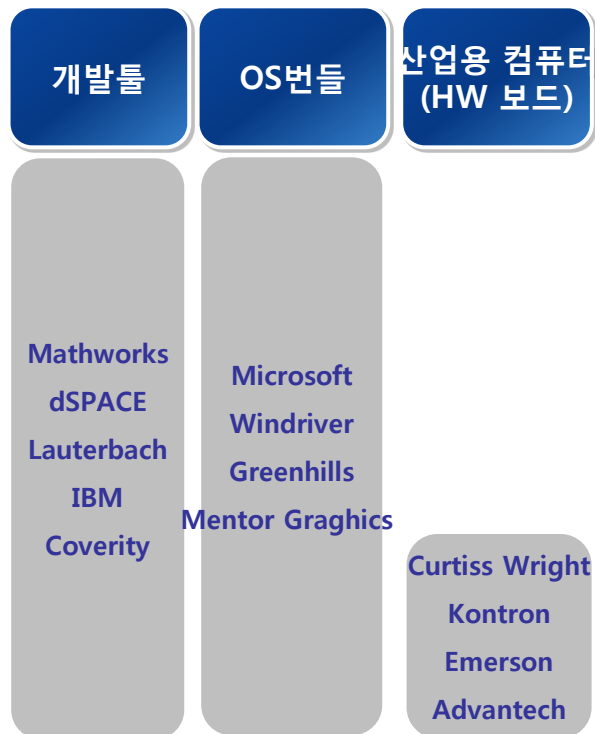 개발툴
OS번들
산업용 컴퓨터
(HW 보드)
Mathworks
dSPACE
Lauterbach
IBM
Coverity
Microsoft
Windriver
Greenhills
Mentor Graghics
Curtiss Wright
Kontron
Emerson
Advantech